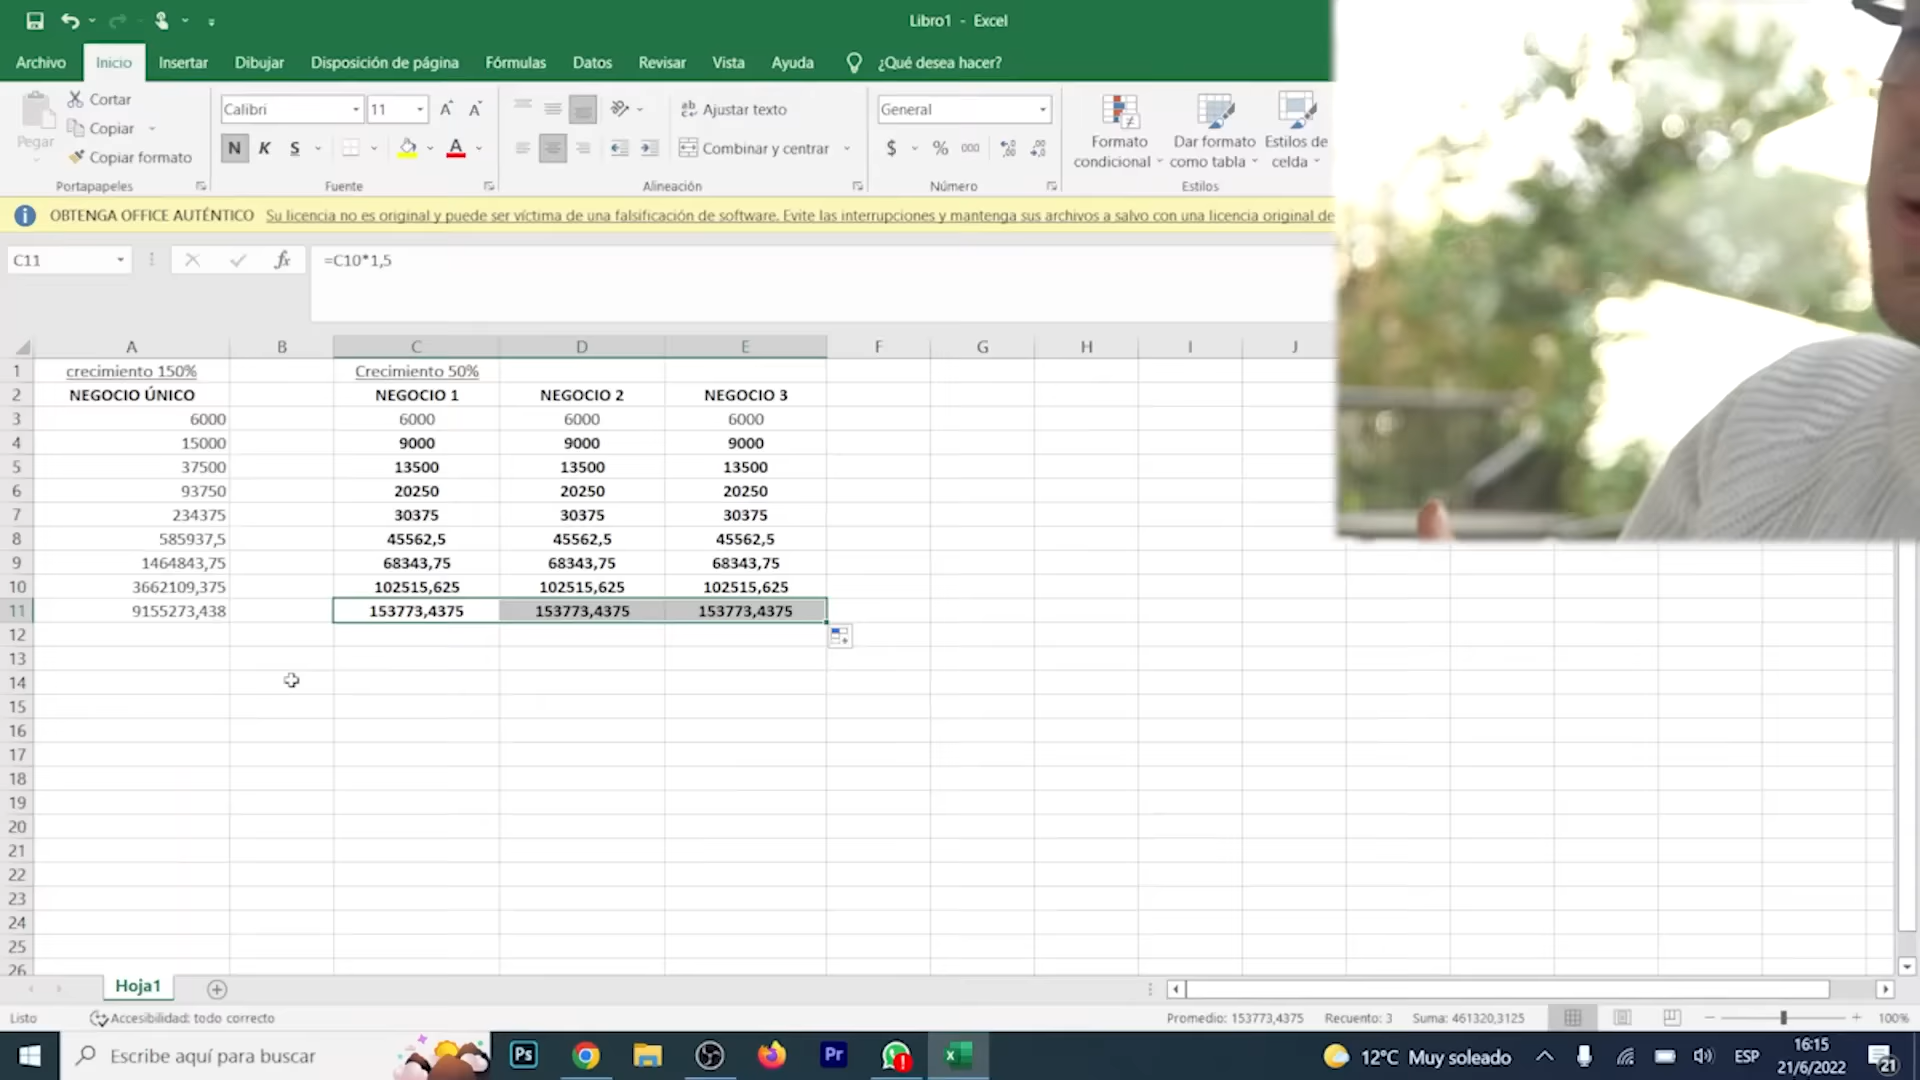 Libro1 - Excel
Archivo Inicio Insertar Dibujar Disposición de página Fórmulas Datos Revisar Vista Ayuda ¿Qué desea hacer?
Pegar Cortar
Copiar
Copiar formato
Portapapeles
Calibri 11
N K S A
Fuente
Ajustar texto
Combinar y centrar
Alineación
General
$ % 000
Número
Formato condicional
Dar formato como tabla
Estilos de celda
Estilos
OBTENGA OFFICE AUTÉNTICO Su licencia no es original y puede ser víctima de una falsificación de software. Evite las interrupciones y mantenga sus archivos a salvo con una licencia original de
C11 fx =C10*1,5
A B C D E F G H I J
1 crecimiento 150% Crecimiento 50%
2 NEGOCIO ÚNICO NEGOCIO 1 NEGOCIO 2 NEGOCIO 3
3 6000 6000 6000 6000
4 15000 9000 9000 9000
5 37500 13500 13500 13500
6 93750 20250 20250 20250
7 234375 30375 30375 30375
8 585937,5 45562,5 45562,5 45562,5
9 1464843,75 68343,75 68343,75 68343,75
10 3662109,375 102515,625 102515,625 102515,625
11 9155273,438 153773,4375 153773,4375 153773,4375
12
13
14
15
16
17
18
19
20
21
22
23
24
25
26
Hoja1
Listo Accesibilidad: todo correcto Promedio: 153773,4375 Recuento: 3 Suma: 461320,3125 100%
Escribe aquí para buscar Ps Pr 12°C Muy soleado ESP 16:15
21/6/2022 21